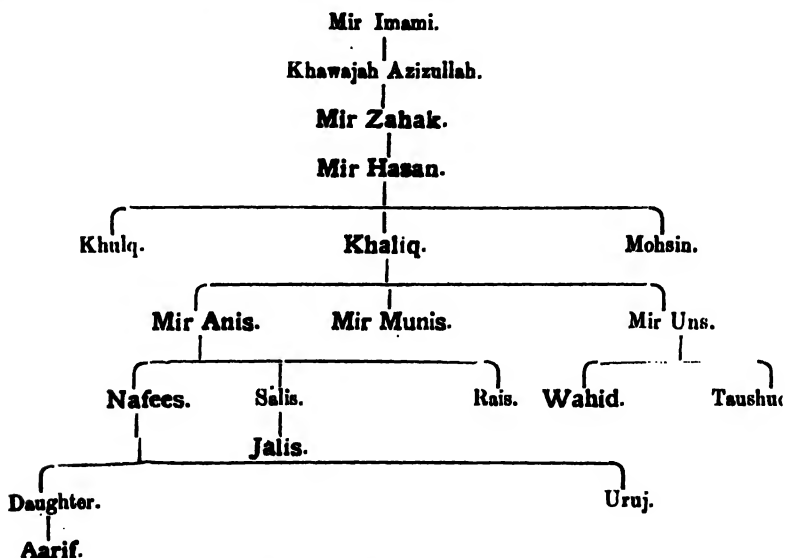 Mir Imami.
Khawajah Azizullah.
Mir Zahak.
Mir Hasan.
Khulq. Khaliq. Mohsin.
Mir Anis. Mir Munis. Mir Uns.
Nafees. Salis. Rais. Wahid. Taushu
Jalis.
Daughter. Uruj.
Aarif.